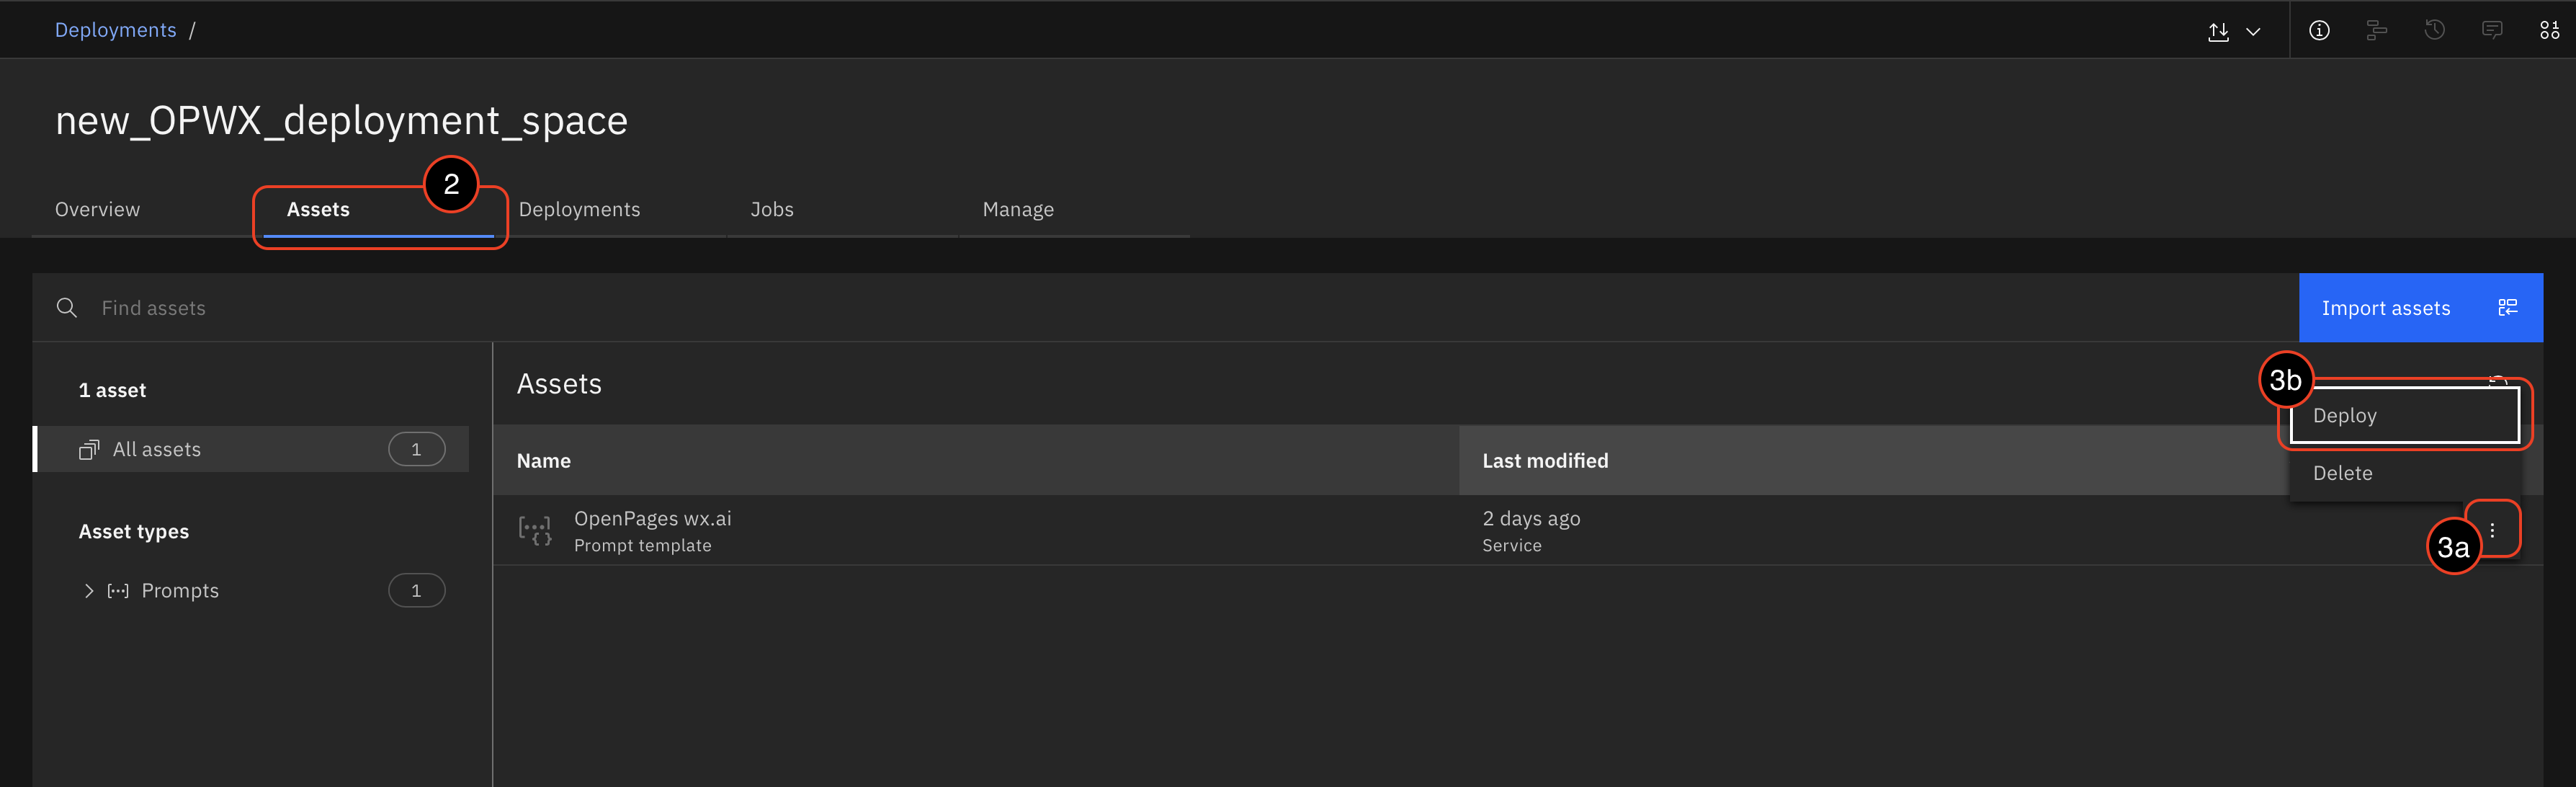 Deployments /
new_OPWX_deployment_space
2
Overview
Assets
Deployments
Jobs
Manage
Find assets
Import assets
1 asset
All assets 1
Asset types
Prompts 1
Assets
3b
Deploy
Delete
Name
Last modified
OpenPages wx.ai
Prompt template
2 days ago
Service
3a